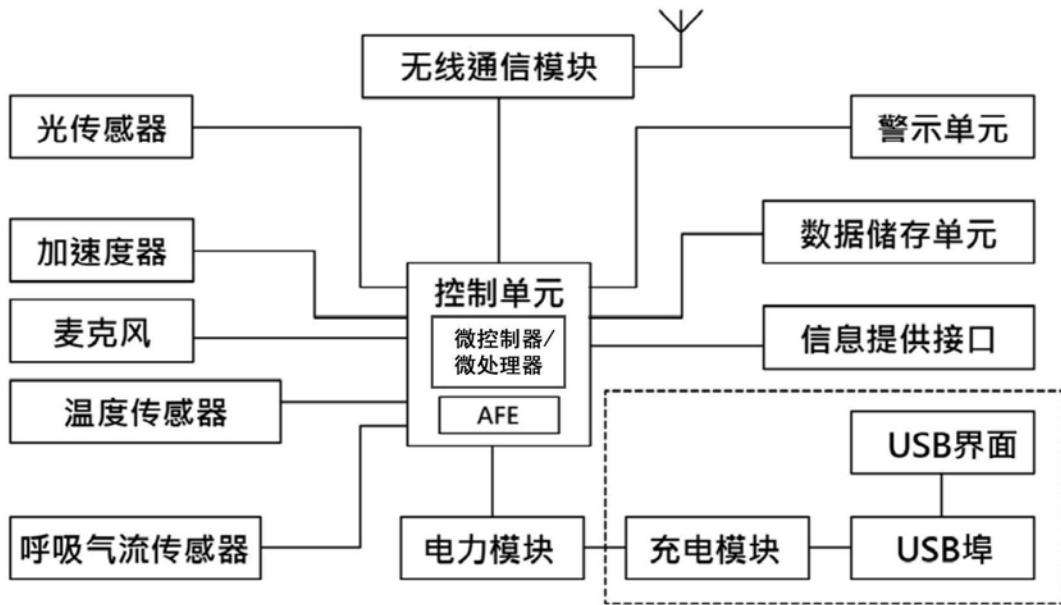 无线通信模块
光传感器
警示单元
加速度器
数据储存单元
控制单元
麦克风
微控制器/
微处理器
信息提供接口
温度传感器
AFE
USB界面
呼吸气流传感器
电力模块
充电模块
USB埠